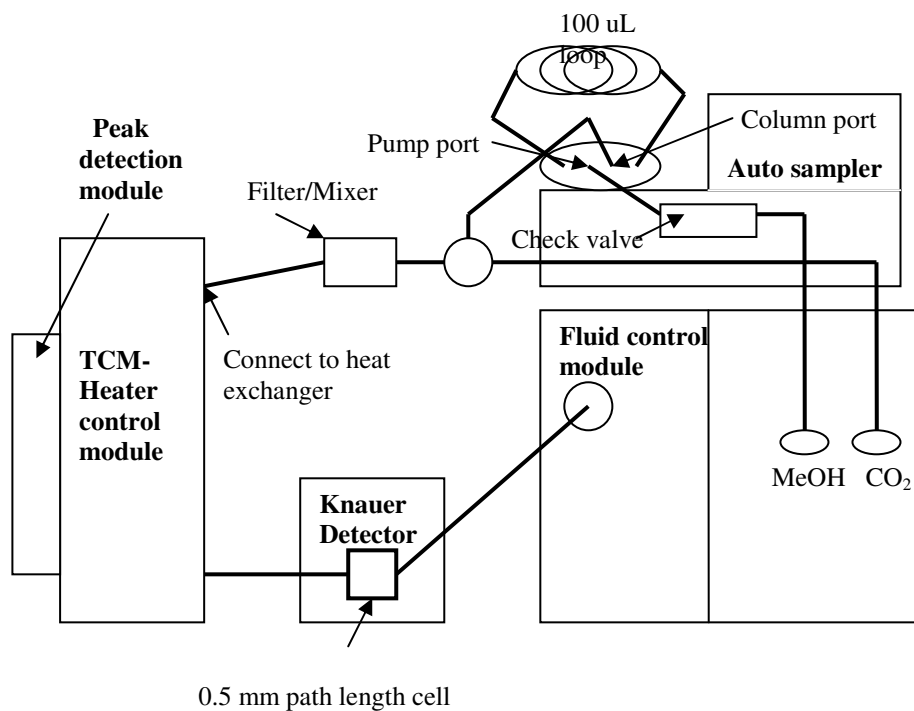 100 uL
loop
Peak
detection
module
Pump port
Column port
Auto sampler
Filter/Mixer
Check valve
Connect to heat
exchanger
TCM-
Heater
control
module
Fluid control
module
MeOH
CO₂
Knauer
Detector
0.5 mm path length cell